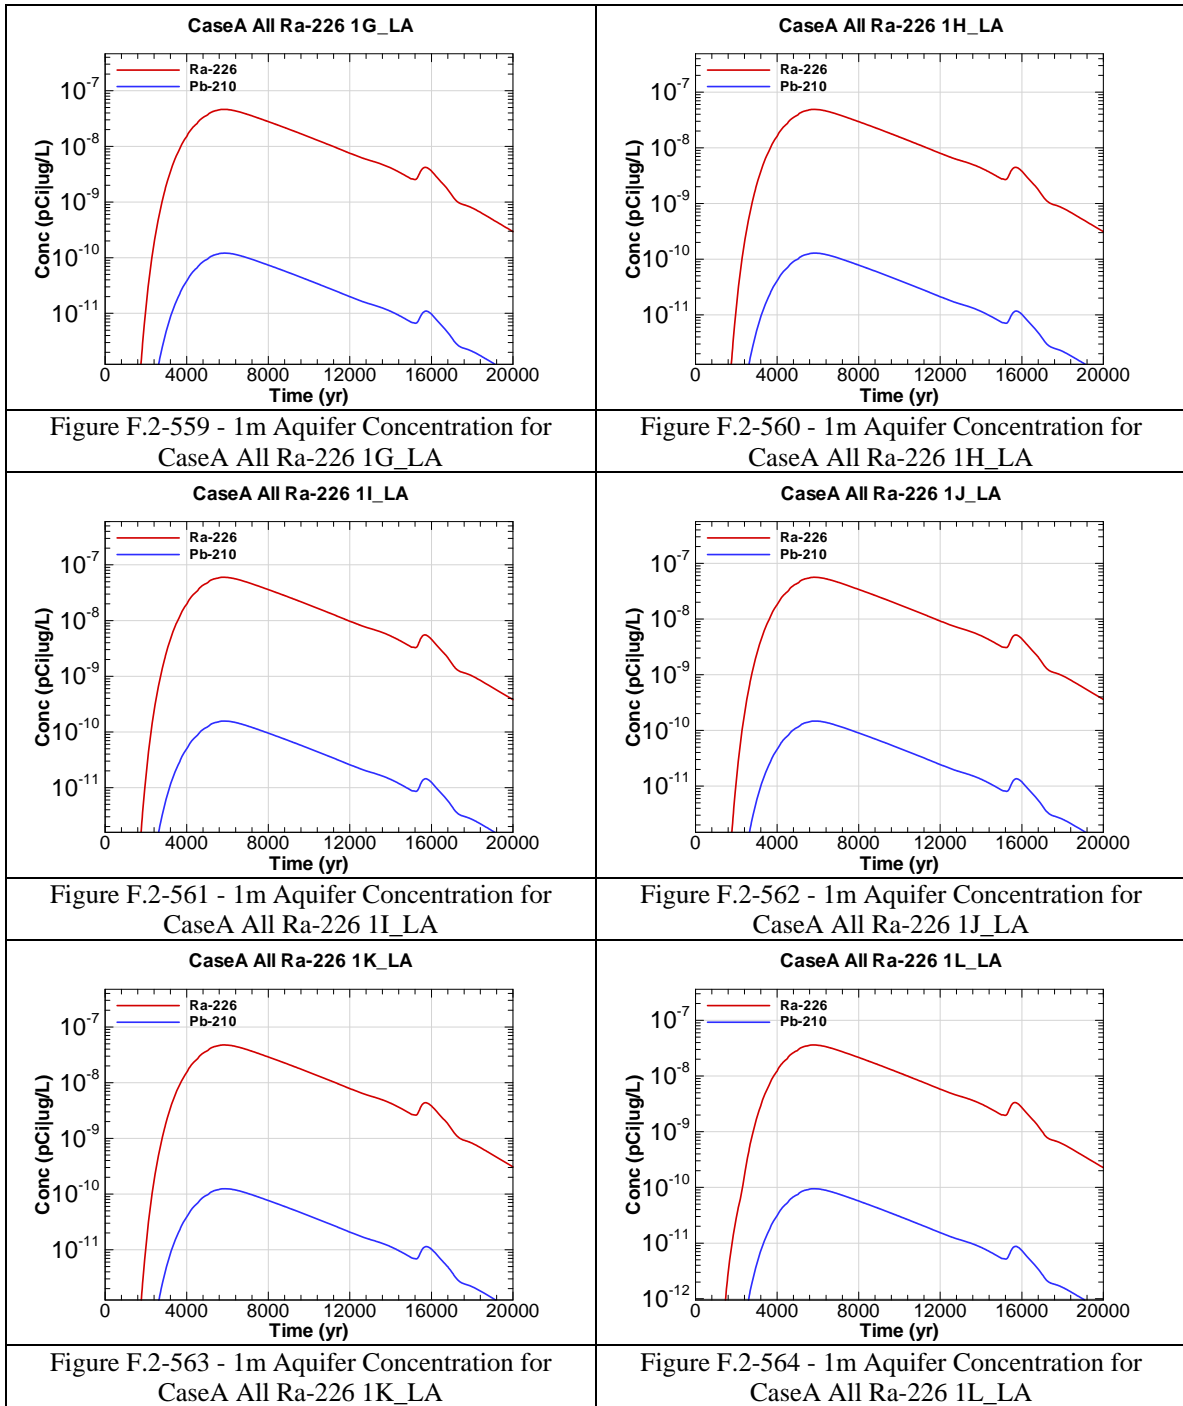 CaseA All Ra-226 1G_LA
Ra-226
Pb-210
10-7
10-8
10-9
10-10
10-11
Conc (pCi|ug/L)
0 4000 8000 12000 16000 20000
Time (yr)
Figure F.2-559 - 1m Aquifer Concentration for
CaseA All Ra-226 1G_LA
CaseA All Ra-226 1H_LA
Ra-226
Pb-210
10-7
10-8
10-9
10-10
10-11
Conc (pCi|ug/L)
0 4000 8000 12000 16000 20000
Time (yr)
Figure F.2-560 - 1m Aquifer Concentration for
CaseA All Ra-226 1H_LA
CaseA All Ra-226 1I_LA
Ra-226
Pb-210
10-7
10-8
10-9
10-10
10-11
Conc (pCi|ug/L)
0 4000 8000 12000 16000 20000
Time (yr)
Figure F.2-561 - 1m Aquifer Concentration for
CaseA All Ra-226 1I_LA
CaseA All Ra-226 1J_LA
Ra-226
Pb-210
10-7
10-8
10-9
10-10
10-11
Conc (pCi|ug/L)
0 4000 8000 12000 16000 20000
Time (yr)
Figure F.2-562 - 1m Aquifer Concentration for
CaseA All Ra-226 1J_LA
CaseA All Ra-226 1K_LA
Ra-226
Pb-210
10-7
10-8
10-9
10-10
10-11
Conc (pCi|ug/L)
0 4000 8000 12000 16000 20000
Time (yr)
Figure F.2-563 - 1m Aquifer Concentration for
CaseA All Ra-226 1K_LA
CaseA All Ra-226 1L_LA
Ra-226
Pb-210
10-7
10-8
10-9
10-10
10-11
10-12
Conc (pCi|ug/L)
0 4000 8000 12000 16000 20000
Time (yr)
Figure F.2-564 - 1m Aquifer Concentration for
CaseA All Ra-226 1L_LA